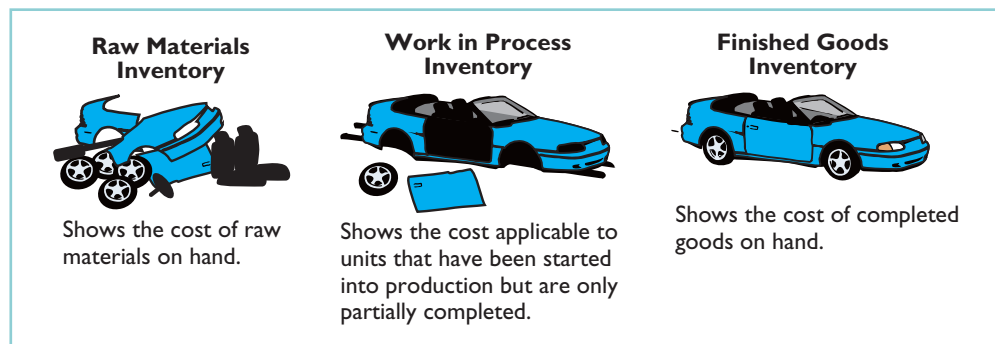 Raw Materials
Inventory
Shows the cost of raw
materials on hand.
Work in Process
Inventory
Shows the cost applicable to
units that have been started
into production but are only
partially completed.
Finished Goods
Inventory
Shows the cost of completed
goods on hand.